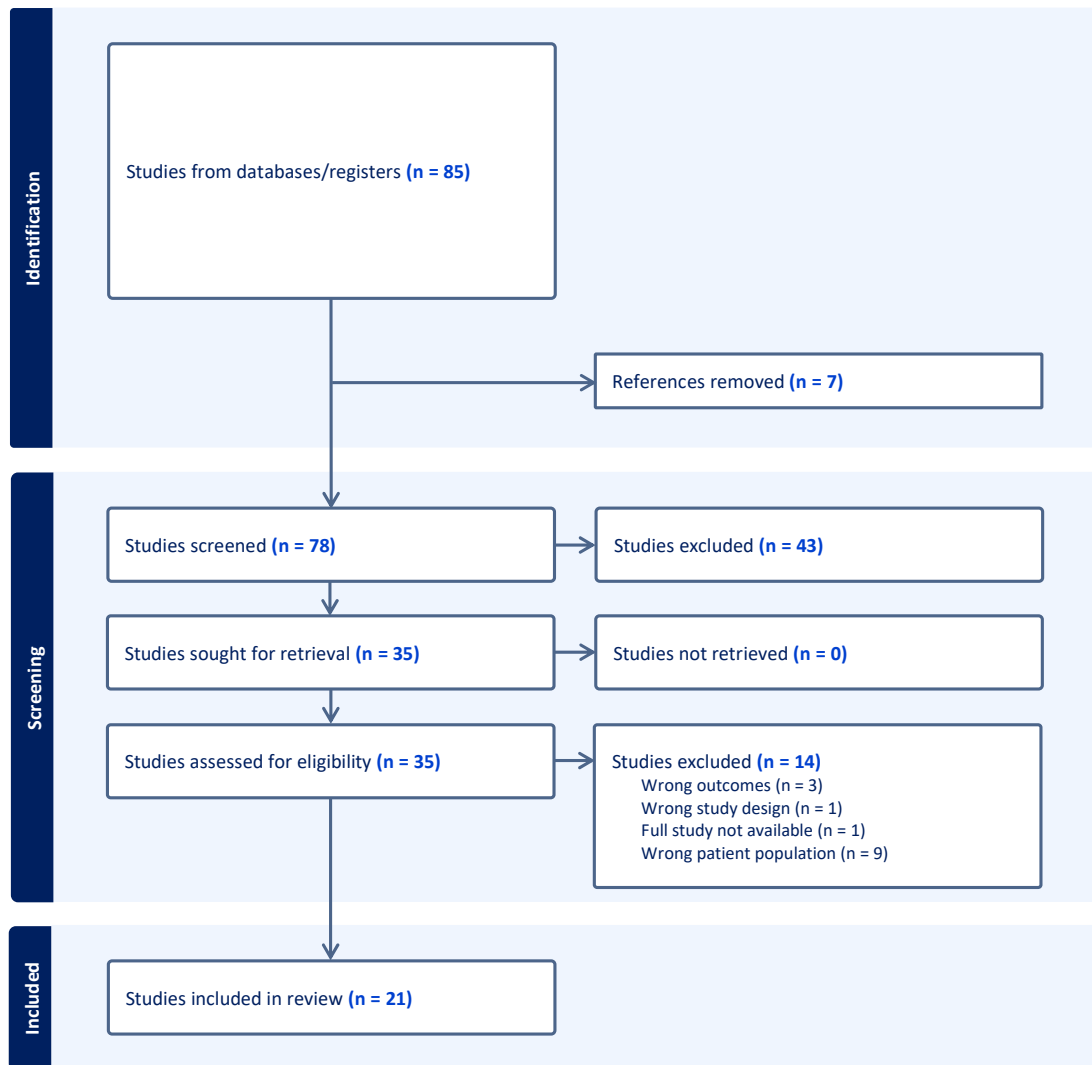 Identification
Studies from databases/registers (n = 85)
References removed (n = 7)
Screening
Studies screened (n = 78)
Studies excluded (n = 43)
Studies sought for retrieval (n = 35)
Studies not retrieved (n = 0)
Studies assessed for eligibility (n = 35)
Studies excluded (n = 14)
Wrong outcomes (n = 3)
Wrong study design (n = 1)
Full study not available (n = 1)
Wrong patient population (n = 9)
Included
Studies included in review (n = 21)